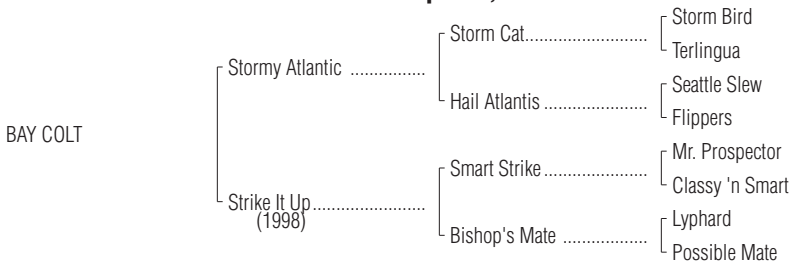 Storm Bird
Storm Cat..........................
Terlingua
Stormy Atlantic ................
Seattle Slew
Hail Atlantis ......................
Flippers
BAY COLT
Mr. Prospector
Smart Strike......................
Classy 'n Smart
Strike It Up........................
(1998)
Lyphard
Bishop's Mate ..................
Possible Mate